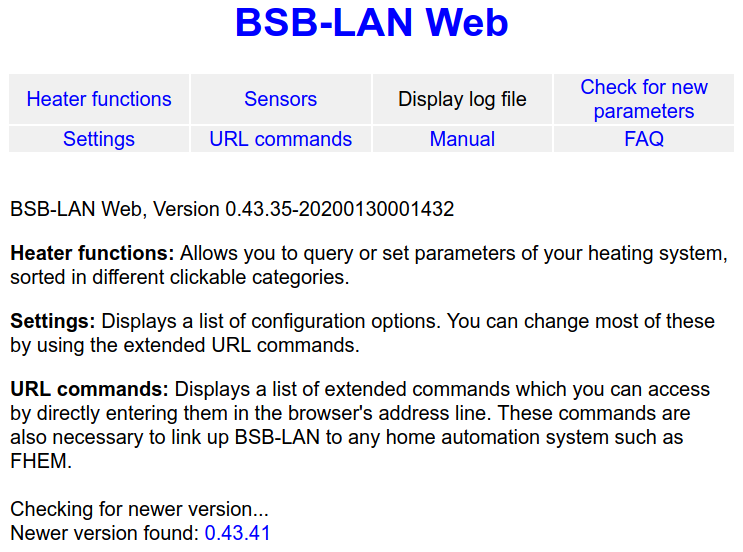 BSB-LAN Web
Heater functions
Sensors
Display log file
Check for new
parameters
Settings
URL commands
Manual
FAQ
BSB-LAN Web, Version 0.43.35-20200130001432
Heater functions: Allows you to query or set parameters of your heating system,
sorted in different clickable categories.
Settings: Displays a list of configuration options. You can change most of these
by using the extended URL commands.
URL commands: Displays a list of extended commands which you can access
by directly entering them in the browser's address line. These commands are
also necessary to link up BSB-LAN to any home automation system such as
FHEM.
Checking for newer version...
Newer version found: 0.43.41